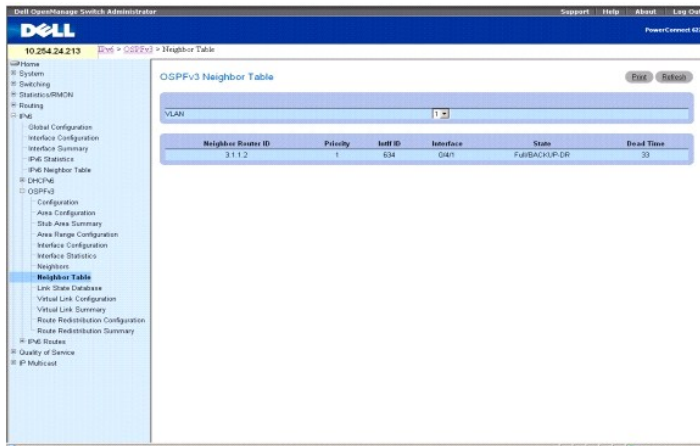 Dell OpenManage Switch Administrator
Support Help About Log Out
DELL
PowerConnect 62
10.254.24.213
IPv6 > OSPFv3 > Neighbor Table
Home
System
Switching
Statistics/RMON
Routing
IPv6
Global Configuration
Interface Configuration
Interface Summary
IPv6 Statistics
IPv6 Neighbor Table
DHCPv6
OSPFv3
Configuration
Area Configuration
Stub Area Summary
Area Range Configuration
Interface Configuration
Interface Statistics
Neighbors
Neighbor Table
Link State Database
Virtual Link Configuration
Virtual Link Summary
Route Redistribution Configuration
Route Redistribution Summary
IPv6 Routes
Quality of Service
IP Multicast
OSPFv3 Neighbor Table
Print Refresh
VLAN 1
Neighbor Router ID Priority Intf ID Interface State Dead Time
3.1.1.2 1 634 0/4/1 Full/BACKUP-DR 33